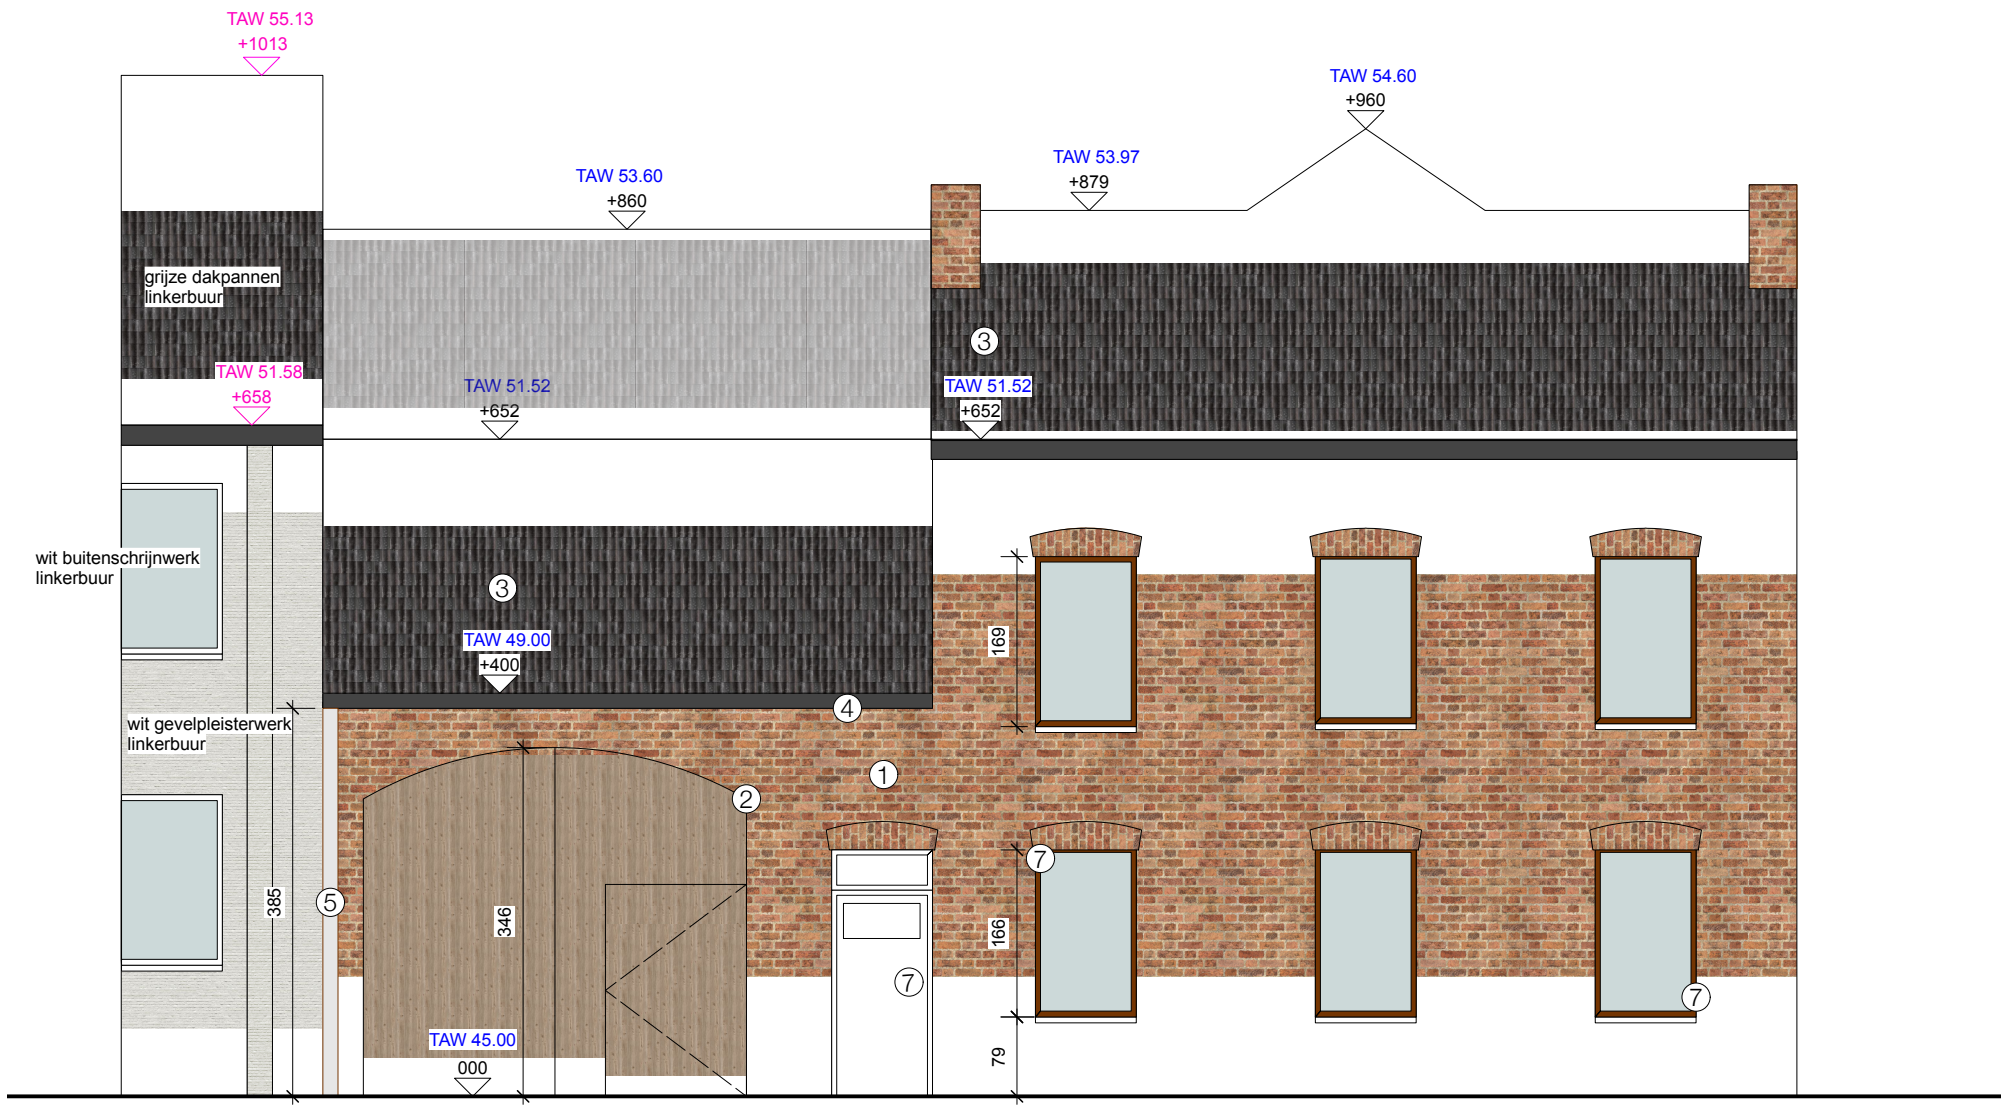 TAW 55.13
+1013
TAW 54.60
+960
TAW 53.97
+879
TAW 53.60
+860
grijze dakpannen
linkerbuur
3
TAW 51.58
+658
TAW 51.52
+652
TAW 51.52
+652
wit buitenschrijnwerk
linkerbuur
3
TAW 49.00
+400
169
4
wit gevelpleisterwerk
linkerbuur
1
2
7
385
5
346
166
7
7
TAW 45.00
000
79